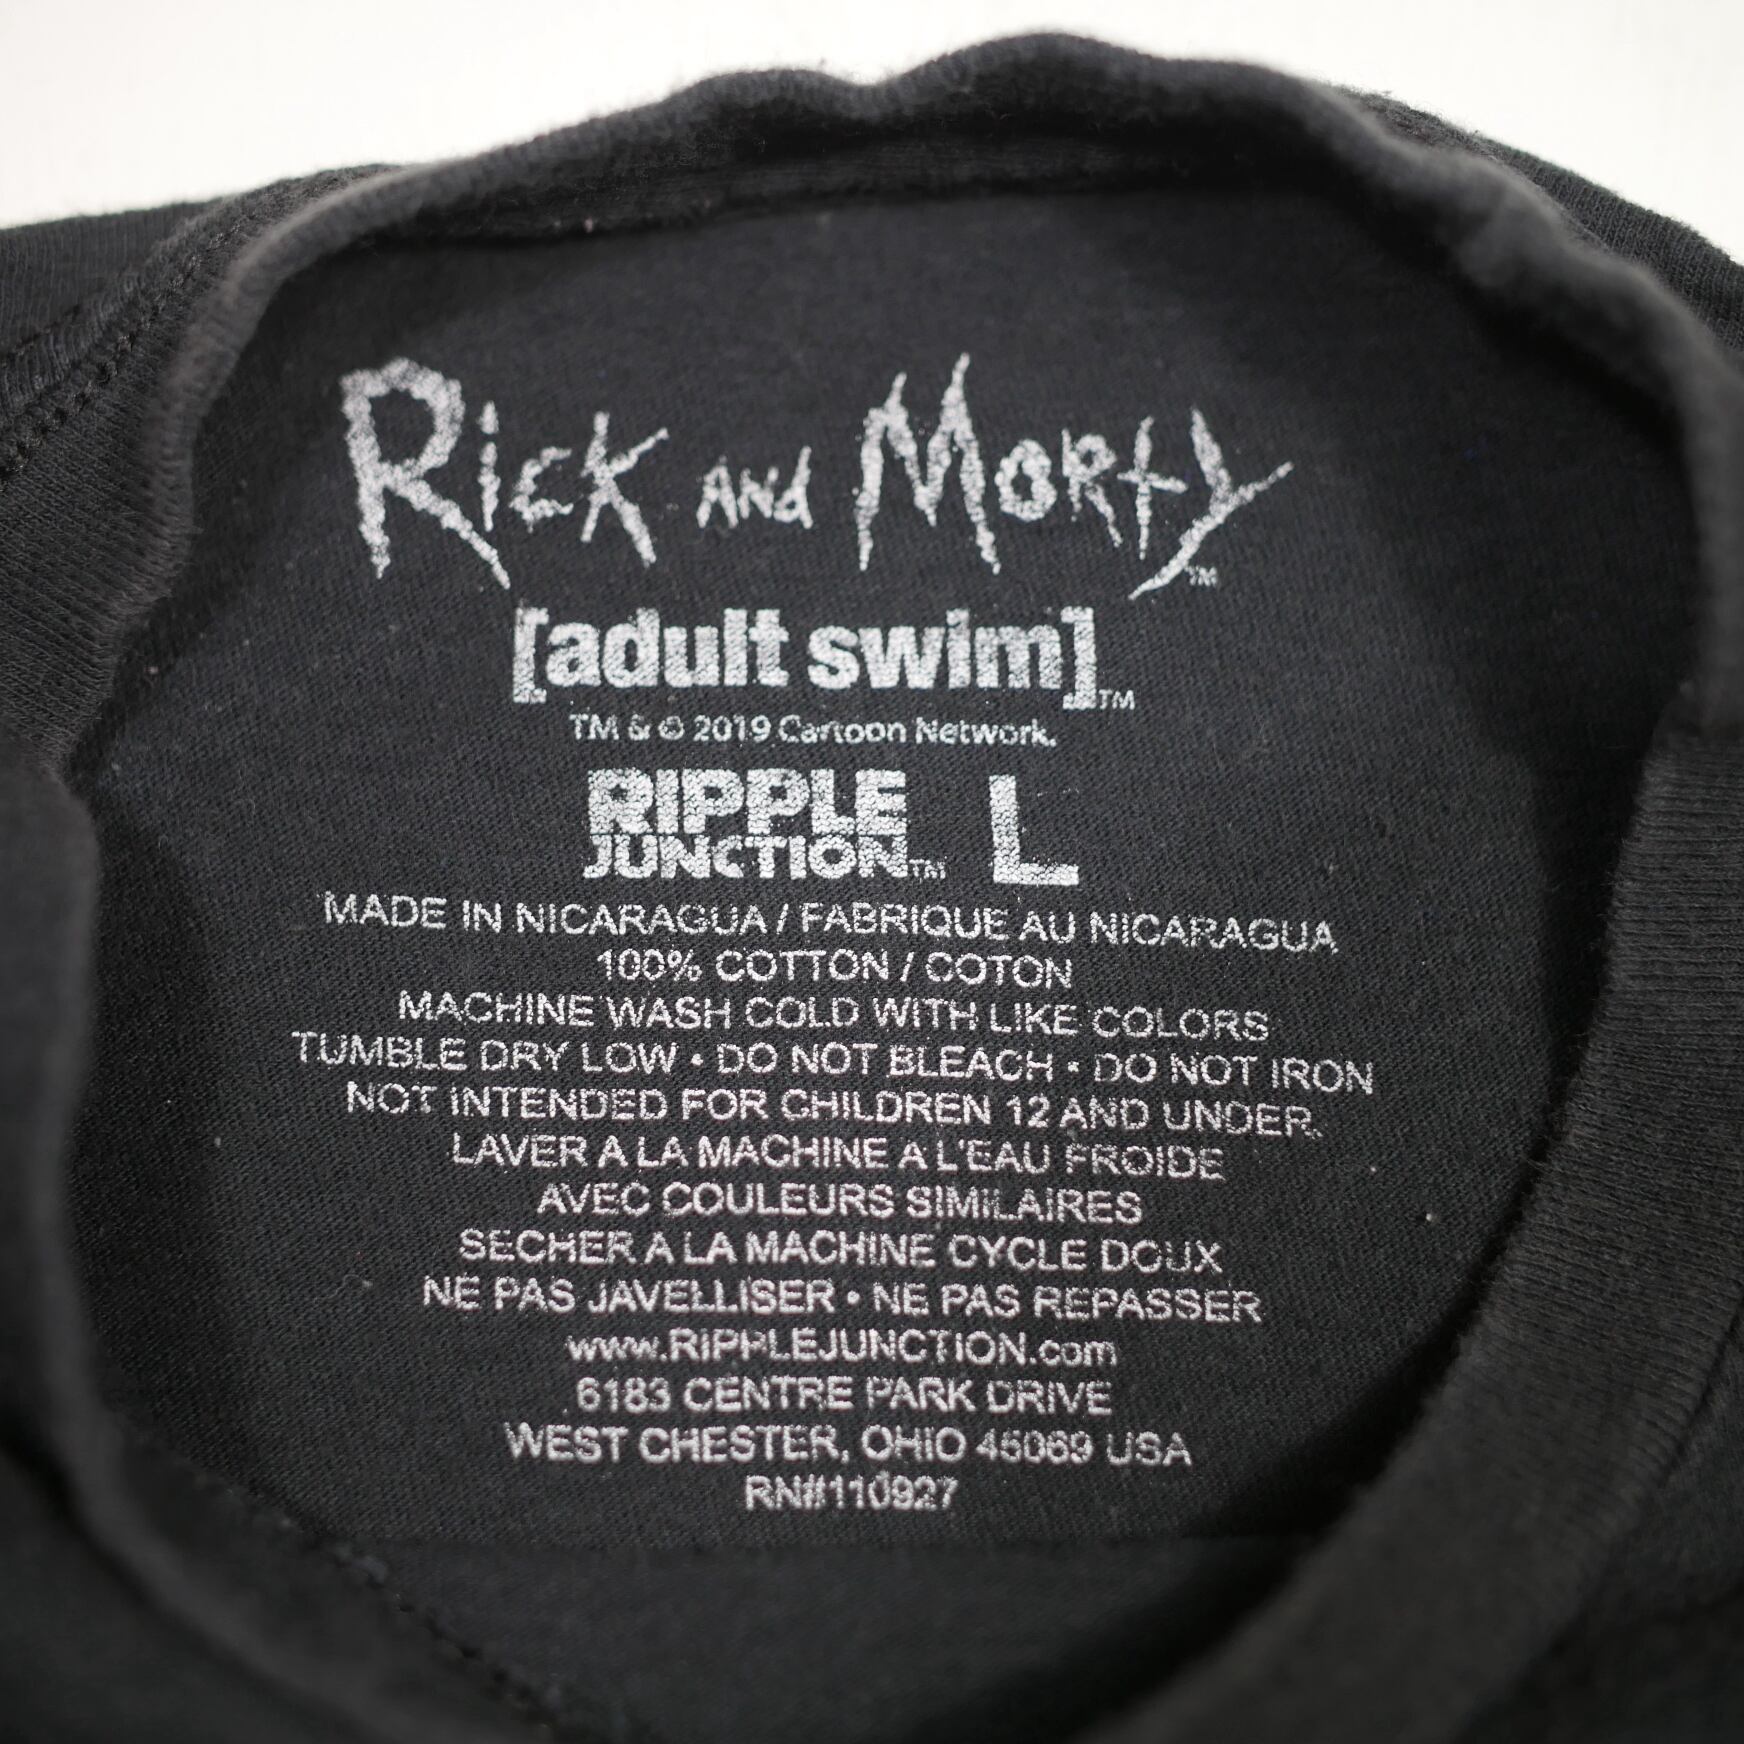 Rick and Morty™
[adult swim]™
TM & © 2019 Cartoon Network.
RIPPLE JUNCTION™ L
MADE IN NICARAGUA / FABRIQUE AU NICARAGUA
100% COTTON / COTON
MACHINE WASH COLD WITH LIKE COLORS
TUMBLE DRY LOW • DO NOT BLEACH • DO NOT IRON
NOT INTENDED FOR CHILDREN 12 AND UNDER.
LAVER A LA MACHINE A L'EAU FROIDE
AVEC COULEURS SIMILAIRES
SECHER A LA MACHINE CYCLE DOUX
NE PAS JAVELLISER • NE PAS REPASSER
www.RIPPLEJUNCTION.com
6183 CENTRE PARK DRIVE
WEST CHESTER, OHIO 45069 USA
RN#110927